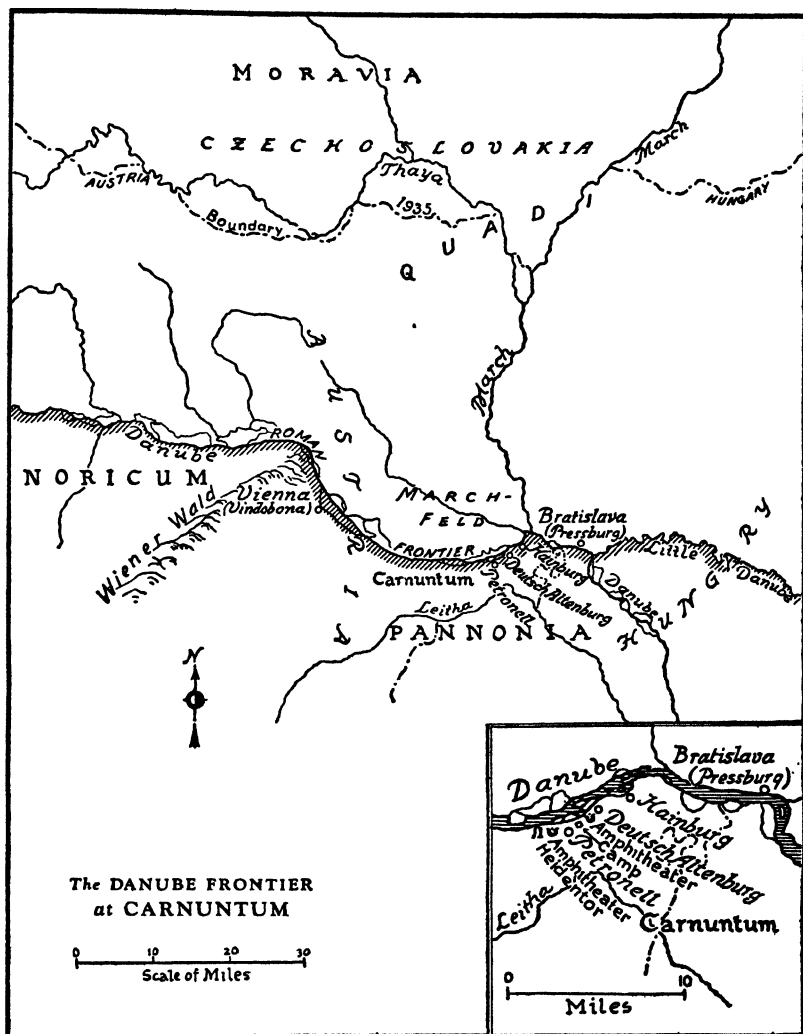 MORAVIA
CZECHOSLOVAKIA
Thaya
March
AUSTRIA
Boundary
1935
HUNGARY
QUADI
March
AUSTRIA
Danube
ROMAN
NORICUM
Wiener Wald
Vienna
(Vindobona)
MARCH-
FELD
FRONTIER
Bratislava
(Pressburg)
Hainburg
Little
Danube
Danube
HUNGARY
Carnuntum
Petronell
Deutsch Altenburg
Leitha
PANNONIA
N
The DANUBE FRONTIER
at CARNUNTUM
0 10 20 30
Scale of Miles
Bratislava
(Pressburg)
Danube
Hainburg
Deutsch Altenburg
Amphitheater
Camp
Petronell
Amphitheater
Heidentor
Leitha
Carnuntum
0 10
Miles